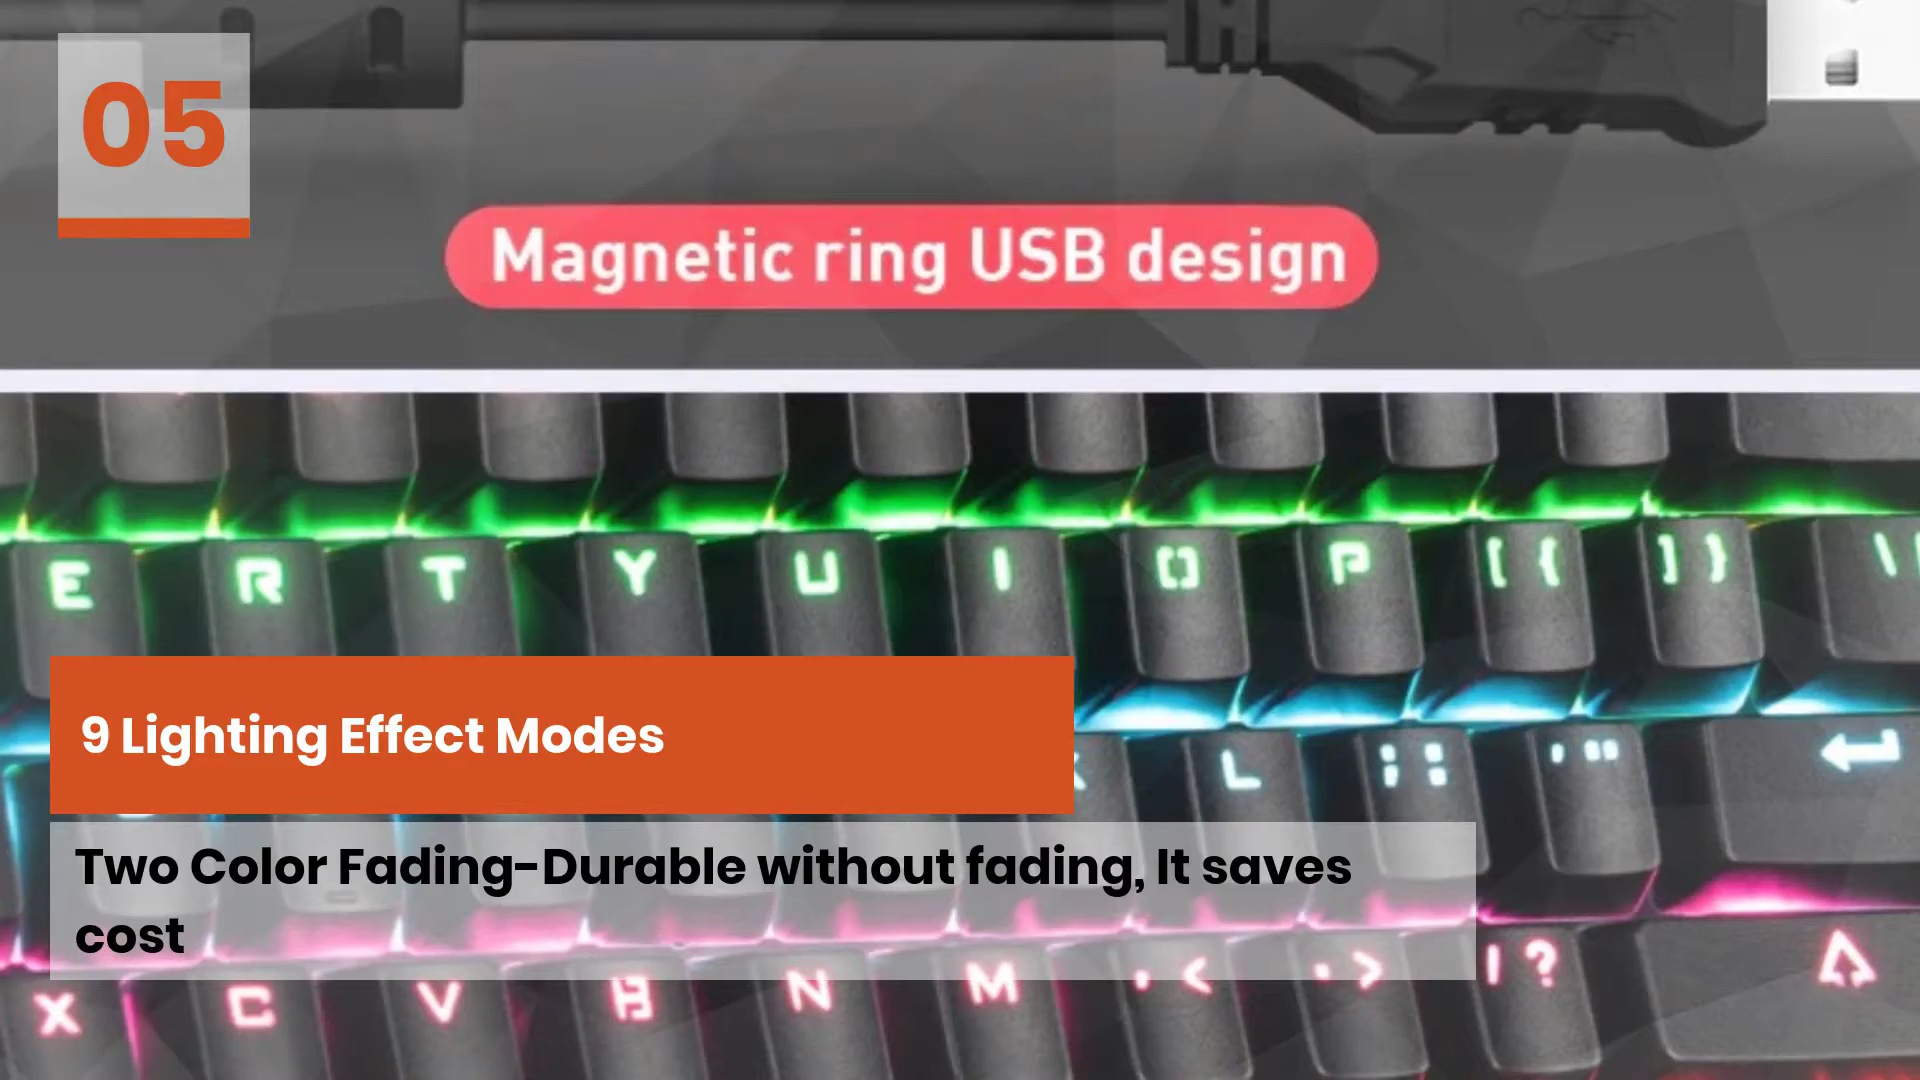 05
Magnetic ring USB design
E R T Y U I O P [ { ] } \
9 Lighting Effect Modes
L : ; ' "
Two Color Fading-Durable without fading, It saves
cost
X C V B N M , < . > / ?